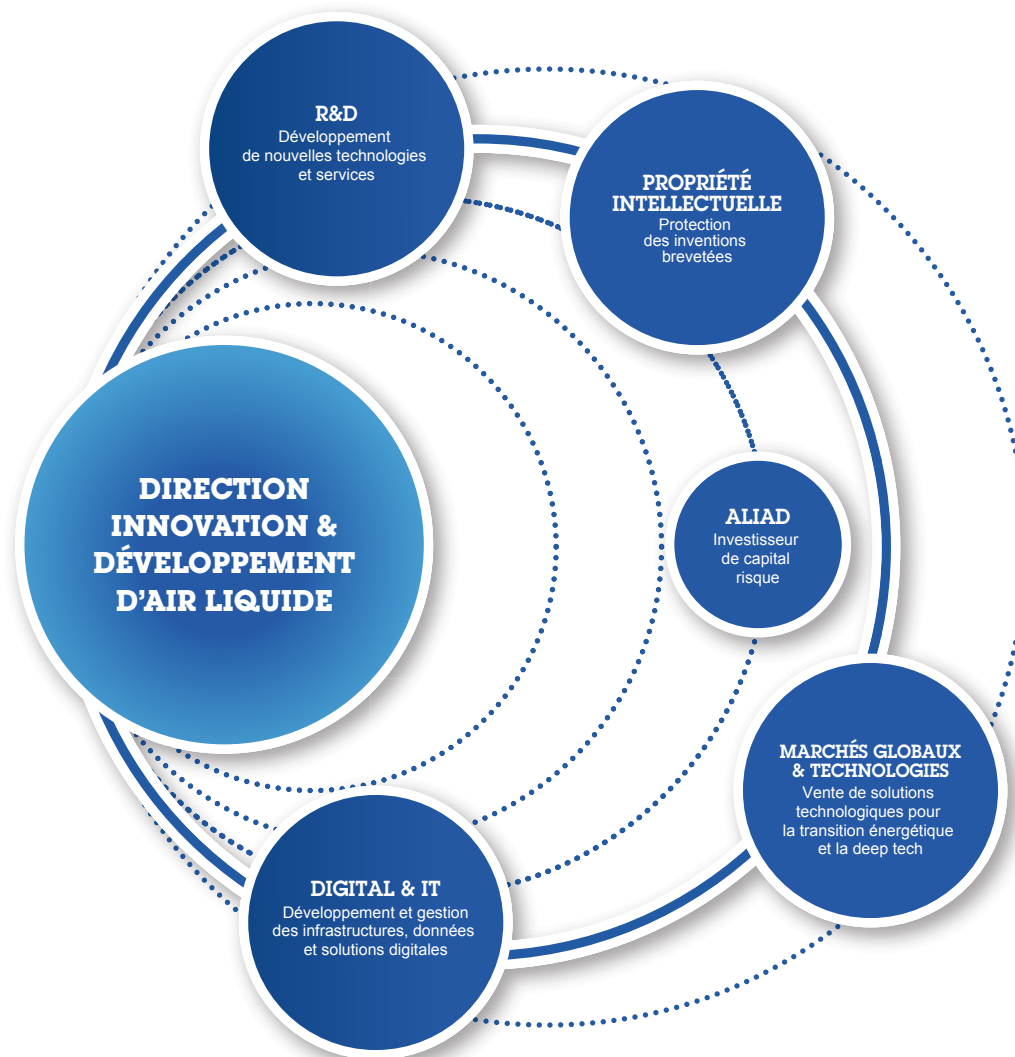 R&D
Développement
de nouvelles technologies
et services
PROPRIÉTÉ
INTELLECTUELLE
Protection
des inventions
brevetées
DIRECTION
INNOVATION &
DÉVELOPPEMENT
D'AIR LIQUIDE
ALIAD
Investisseur
de capital
risque
MARCHÉS GLOBAUX
& TECHNOLOGIES
Vente de solutions
technologiques pour
la transition énergétique
et la deep tech
DIGITAL & IT
Développement et gestion
des infrastructures, données
et solutions digitales